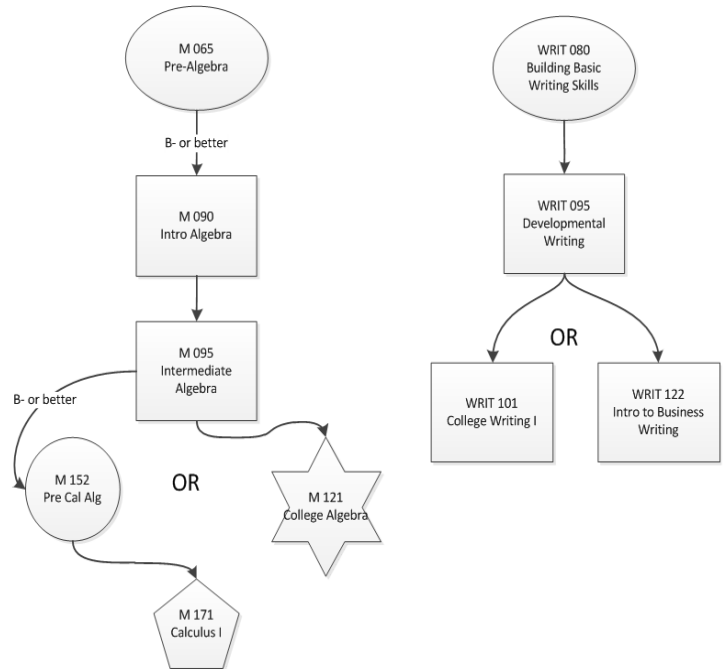 M 065
Pre-Algebra
B- or better
M 090
Intro Algebra
M 095
Intermediate
Algebra
B- or better
M 152
Pre Cal Alg
OR
M 121
College Algebra
M 171
Calculus I
WRIT 080
Building Basic
Writing Skills
WRIT 095
Developmental
Writing
OR
WRIT 101
College Writing I
WRIT 122
Intro to Business
Writing